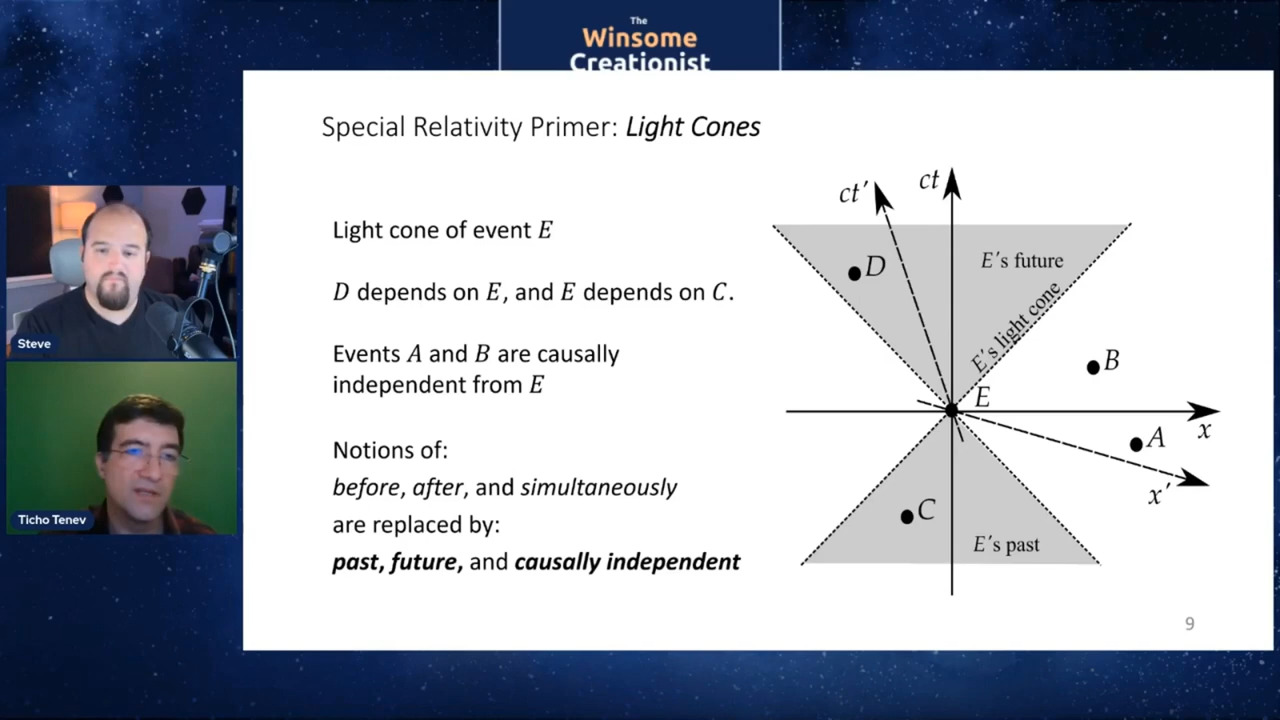 The
Winsome
Creationist
Special Relativity Primer: Light Cones
Light cone of event E
D depends on E, and E depends on C.
Events A and B are causally
independent from E
Notions of:
before, after, and simultaneously
are replaced by:
past, future, and causally independent
ct′
ct
D
E's future
E's light cone
B
E
x
A
x′
C
E's past
9
Steve
Ticho Tenev